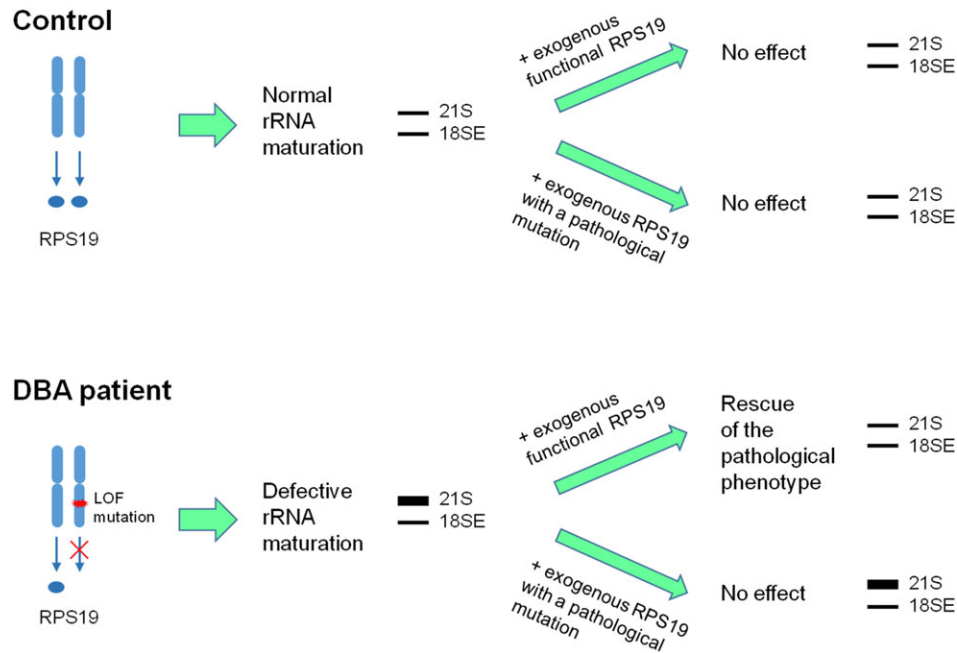 Control
RPS19
Normal
rRNA
maturation
21S
18SE
+ exogenous
functional RPS19
No effect
21S
18SE
+ exogenous RPS19
with a pathological
mutation
No effect
21S
18SE
DBA patient
LOF
mutation
RPS19
Defective
rRNA
maturation
21S
18SE
+ exogenous
functional RPS19
Rescue
of the
pathological
phenotype
21S
18SE
+ exogenous RPS19
with a pathological
mutation
No effect
21S
18SE